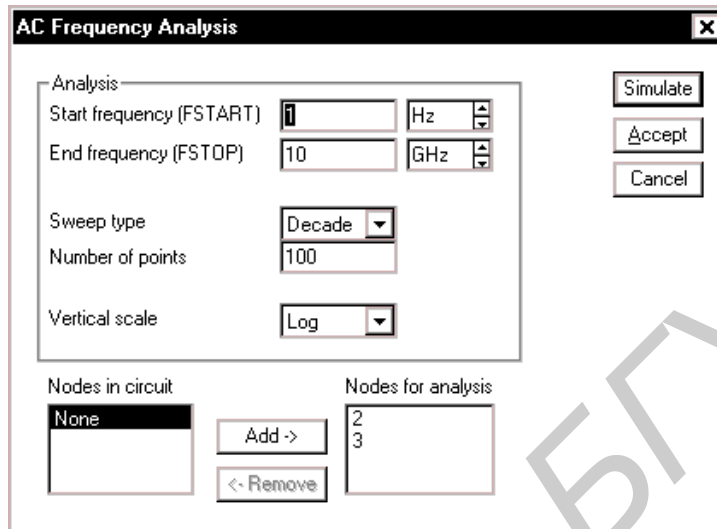 AC Frequency Analysis
Analysis
Start frequency (FSTART) 1 Hz
End frequency (FSTOP) 10 GHz
Sweep type Decade
Number of points 100
Vertical scale Log
Simulate
Accept
Cancel
Nodes in circuit
None
Add ->
<- Remove
Nodes for analysis
2
3
БГ